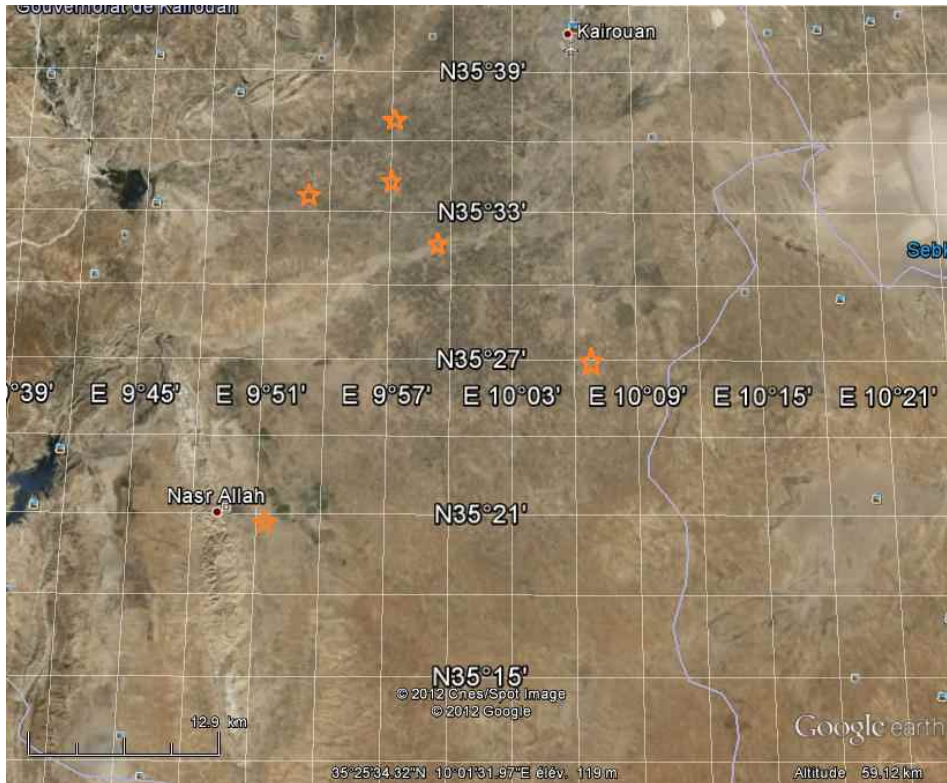 Gouvernorat de Kairouan
Kairouan
N35°39'
N35°33'
Sebk
N35°27'
9°39' E 9°45' E 9°51' E 9°57' E 10°03' E 10°09' E 10°15' E 10°21'
Nasr Allah
N35°21'
N35°15'
© 2012 Cnes/Spot Image
© 2012 Google
12.9 km
Google earth
35°25'34.32"N 10°01'31.97"E élév. 119 m
Altitude 59.12 km